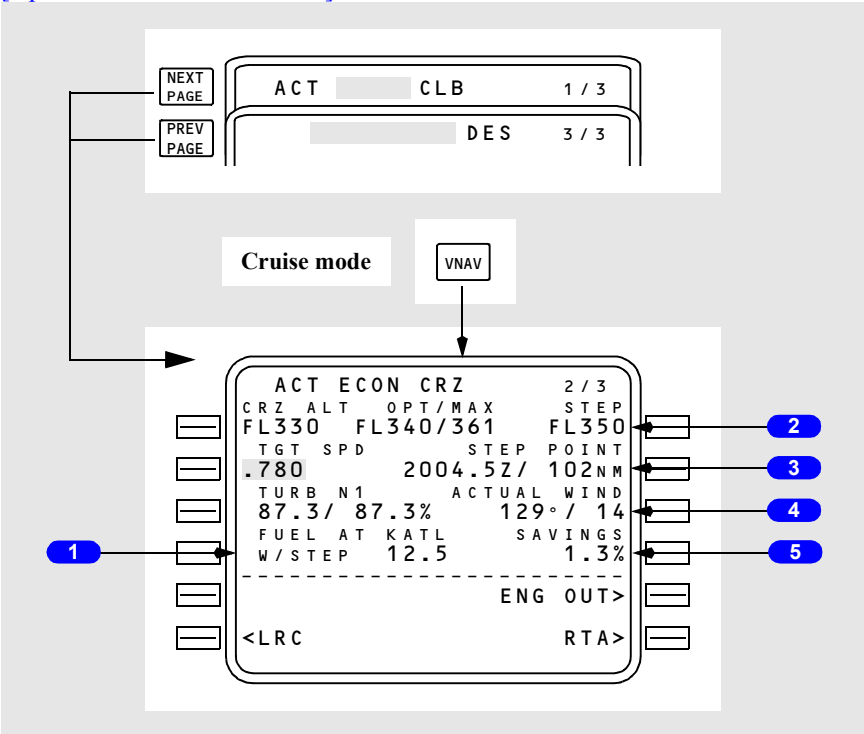 NEXT PAGE
ACT CLB 1/3
PREV PAGE
DES 3/3
Cruise mode
VNAV
ACT ECON CRZ 2/3
CRZ ALT OPT/MAX STEP
FL330 FL340/361 FL350
2
TGT SPD STEP POINT
.780 2004.5Z/ 102NM
3
TURB N1 ACTUAL WIND
87.3/ 87.3% 129°/ 14
4
FUEL AT KATL SAVINGS
1
W/STEP 12.5 1.3%
5
ENG OUT>
<LRC RTA>